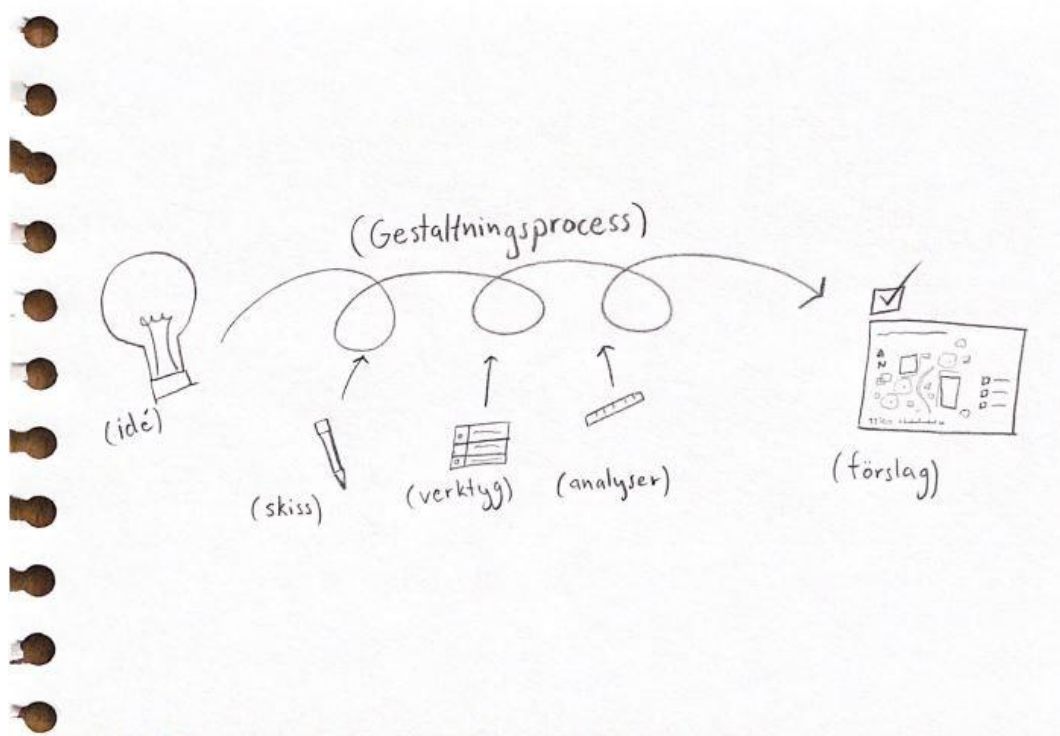 (Gestaltningsprocess)
(idé)
(skiss)
(verktyg)
(analyser)
(förslag)